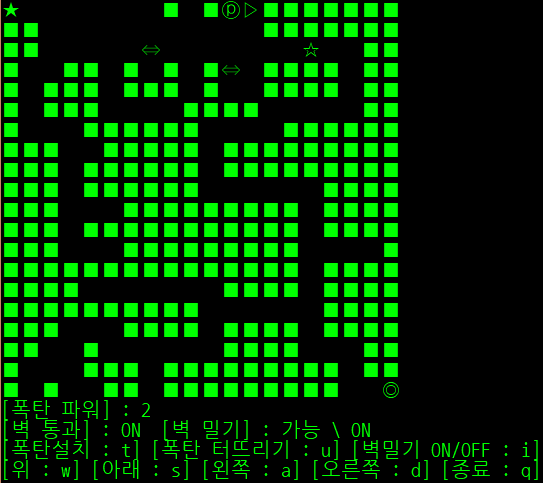 ⓟ
[폭탄 파워] : 2
[벽 통과] : ON [벽 밀기] : 가능 \ ON
[폭탄설치 : t] [폭탄 터뜨리기 : u] [벽밀기 ON/OFF : i]
[위 : w] [아래 : s] [왼쪽 : a] [오른쪽 : d] [종료 : q]